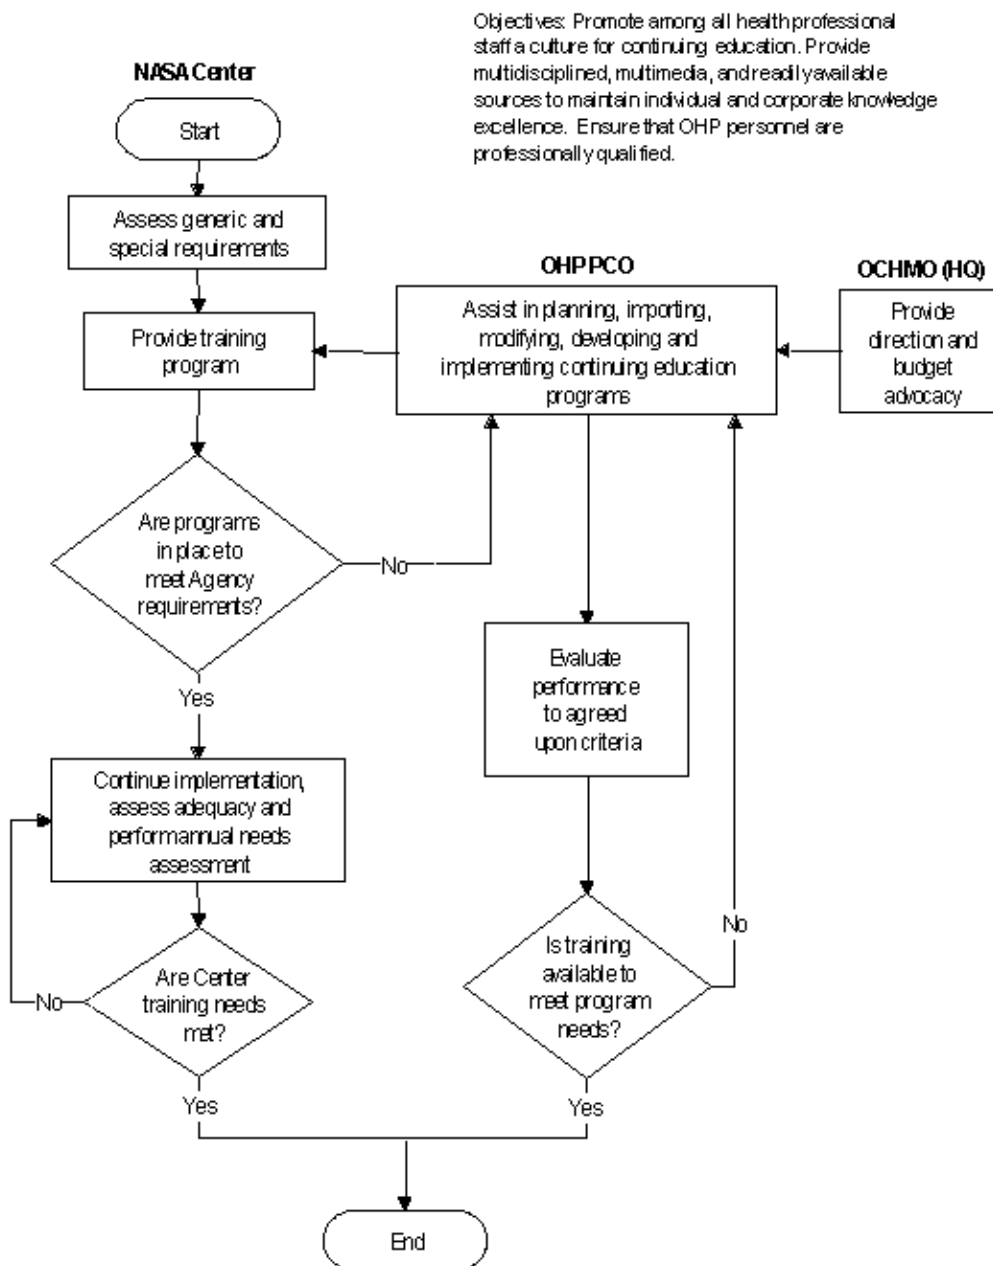 Objectives: Promote among all health professional
staff a culture for continuing education. Provide
multidisciplined, multimedia, and readily available
sources to maintain individual and corporate knowledge
excellence. Ensure that OHP personnel are
professionally qualified.
NASA Center
Start
Assess generic and
special requirements
OHP PCO
OCHMO (HQ)
Provide training
program
Assist in planning, importing,
modifying, developing and
implementing continuing education
programs
Provide
direction and
budget
advocacy
Are programs
in place to
meet Agency
requirements?
No
Yes
Evaluate
performance
to agreed
upon criteria
Continue implementation,
assess adequacy and
perform annual needs
assessment
No
Are Center
training needs
met?
No
Is training
available to
meet program
needs?
Yes
Yes
End